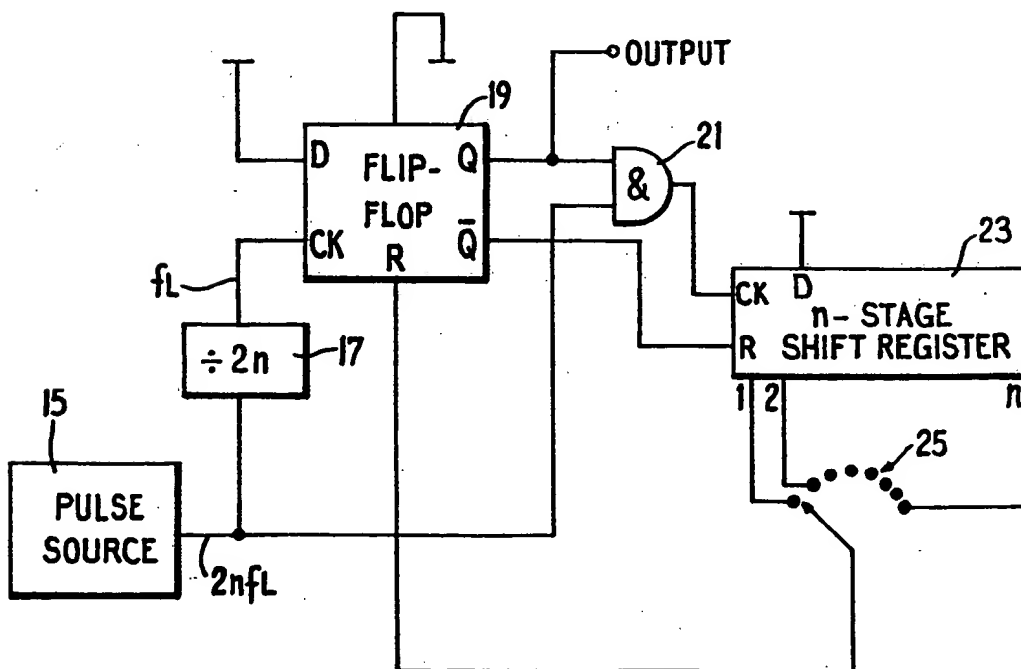 OUTPUT
19
21
D
FLIP-
FLOP
Q
&
CK
R
Q̅
23
fL
CK
D
n- STAGE
SHIFT REGISTER
R
÷ 2n
17
1
2
n
15
25
PULSE
SOURCE
2nfL